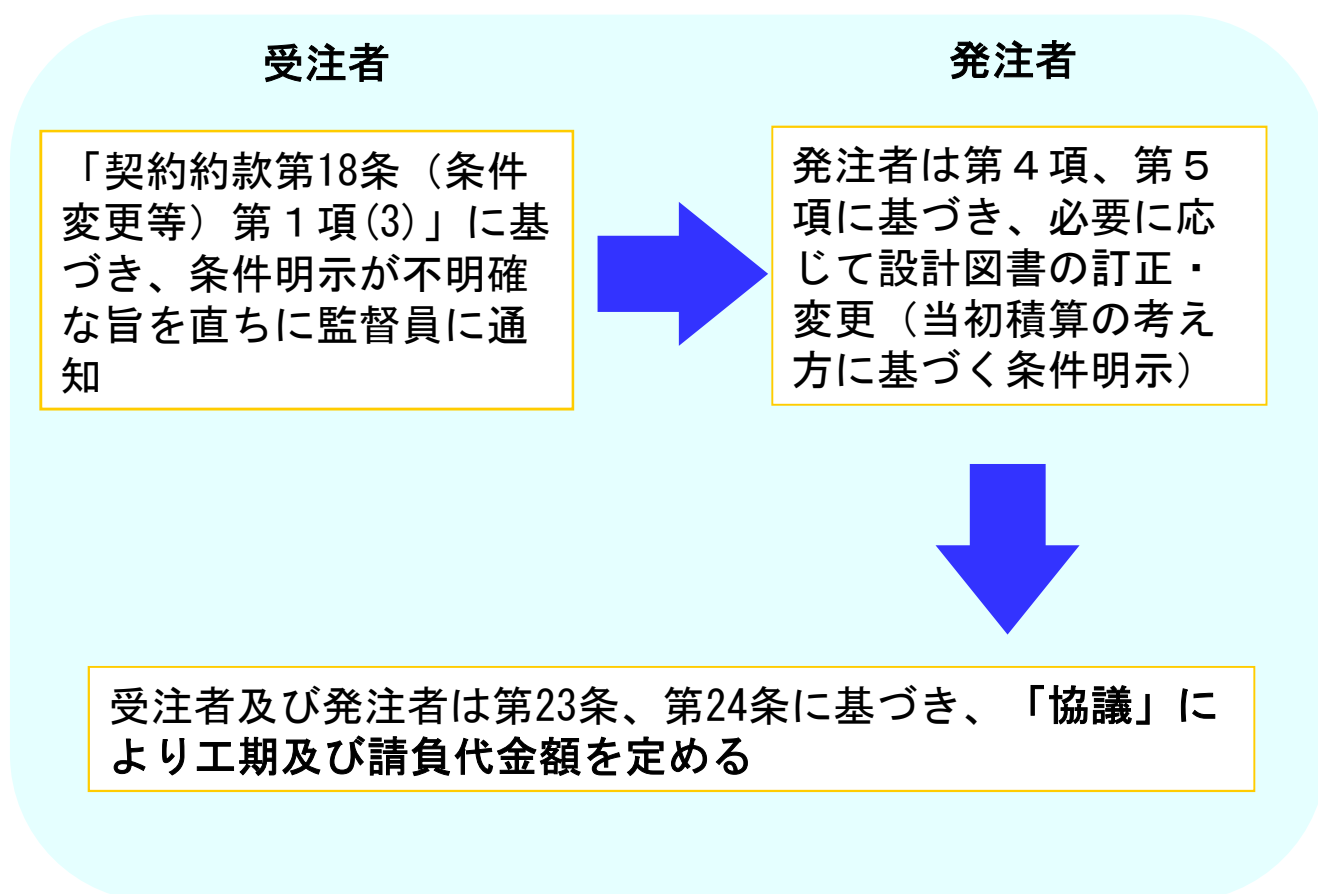 受注者
発注者
「契約約款第18条（条件
変更等）第１項(3)」に基
づき、条件明示が不明確
な旨を直ちに監督員に通
知
発注者は第４項、第５
項に基づき、必要に応
じて設計図書の訂正・
変更（当初積算の考え
方に基づく条件明示）
受注者及び発注者は第23条、第24条に基づき、「協議」に
より工期及び請負代金額を定める